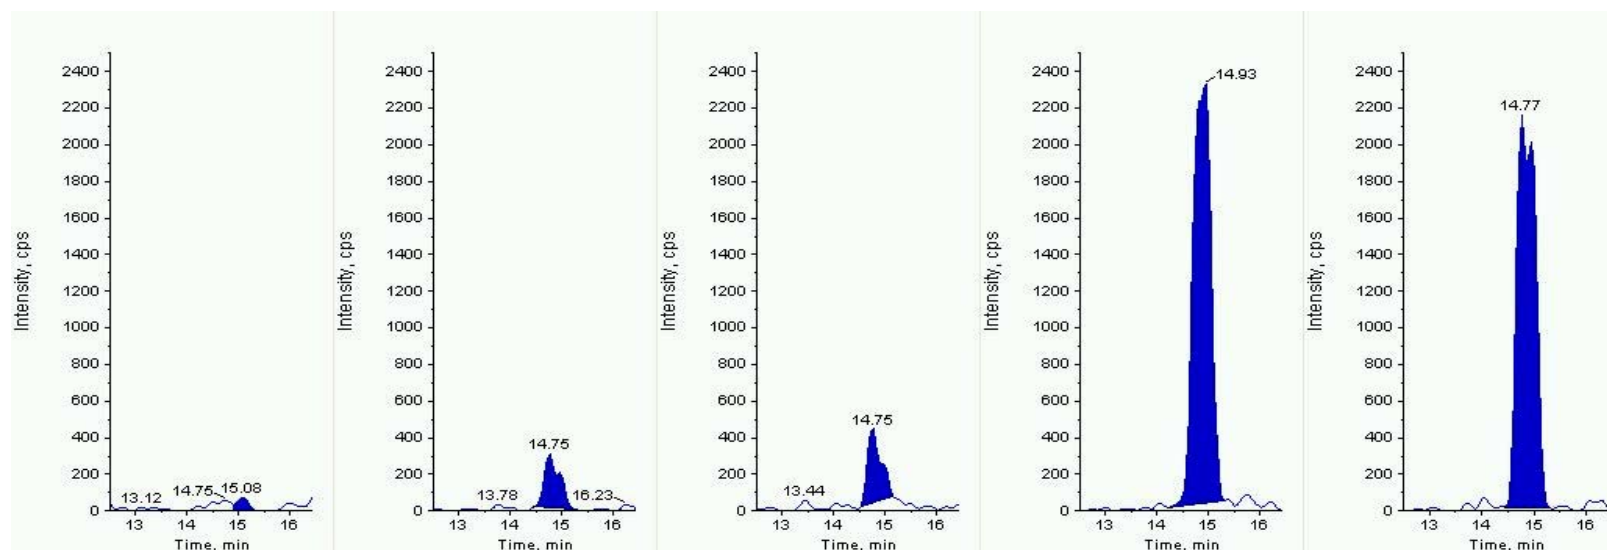 2400 2400 2400 2400 2400
14.93
2200 2200 2200 2200 2200
14.77
2000 2000 2000 2000 2000
1800 1800 1800 1800 1800
1600 1600 1600 1600 1600
1400 1400 1400 1400 1400
1200 1200 1200 1200 1200
1000 1000 1000 1000 1000
800 800 800 800 800
600 600 600 600 600
400 400 400 400 400
200 200 200 200 200
0 0 0 0 0
Intensity, cps
Intensity, cps
Intensity, cps
Intensity, cps
Intensity, cps
13.12 14.75 15.08
13.78 14.75 16.23
13.44 14.75
13 14 15 16 13 14 15 16 13 14 15 16 13 14 15 16 13 14 15 16
Time, min Time, min Time, min Time, min Time, min